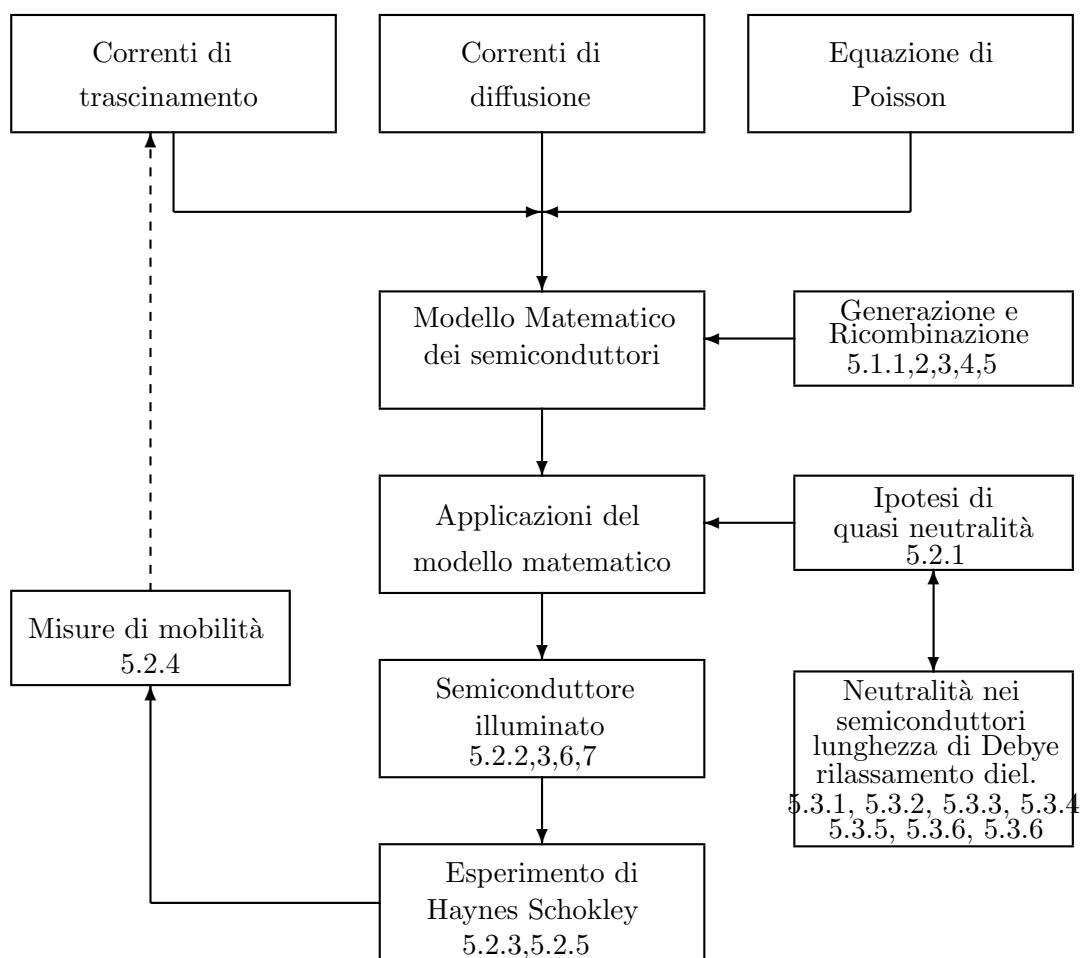 Correnti di
trascinamento
Correnti di
diffusione
Equazione di
Poisson
Modello Matematico
dei semiconduttori
Generazione e
Ricombinazione
5.1.1,2,3,4,5
Applicazioni del
modello matematico
Ipotesi di
quasi neutralità
5.2.1
Misure di mobilità
5.2.4
Semiconduttore
illuminato
5.2.2,3,6,7
Neutralità nei
semiconduttori
lunghezza di Debye
rilassamento diel.
5.3.1, 5.3.2, 5.3.3, 5.3.4
5.3.5, 5.3.6, 5.3.6
Esperimento di
Haynes Schokley
5.2.3,5.2.5